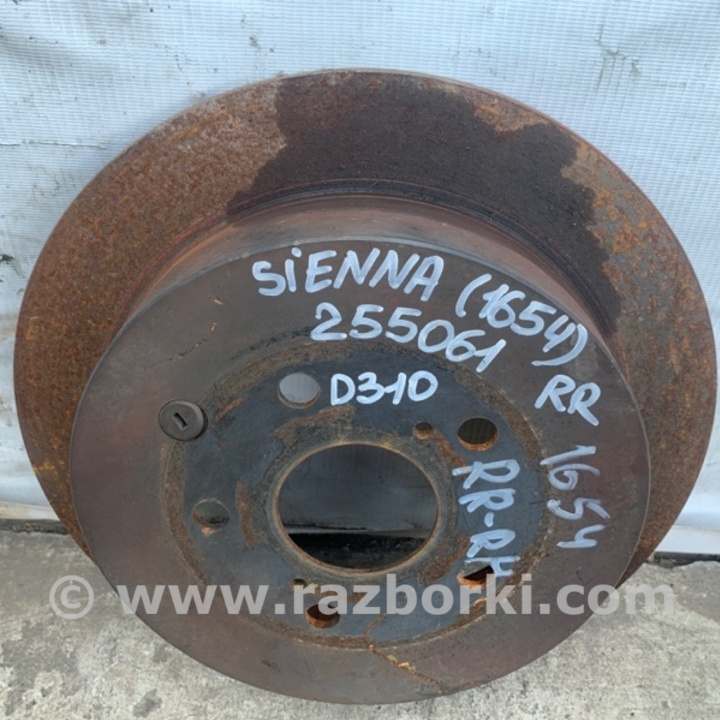 SiENNA (1654)
255061 RR
D310
1654
RR-RH
© www.razborki.com